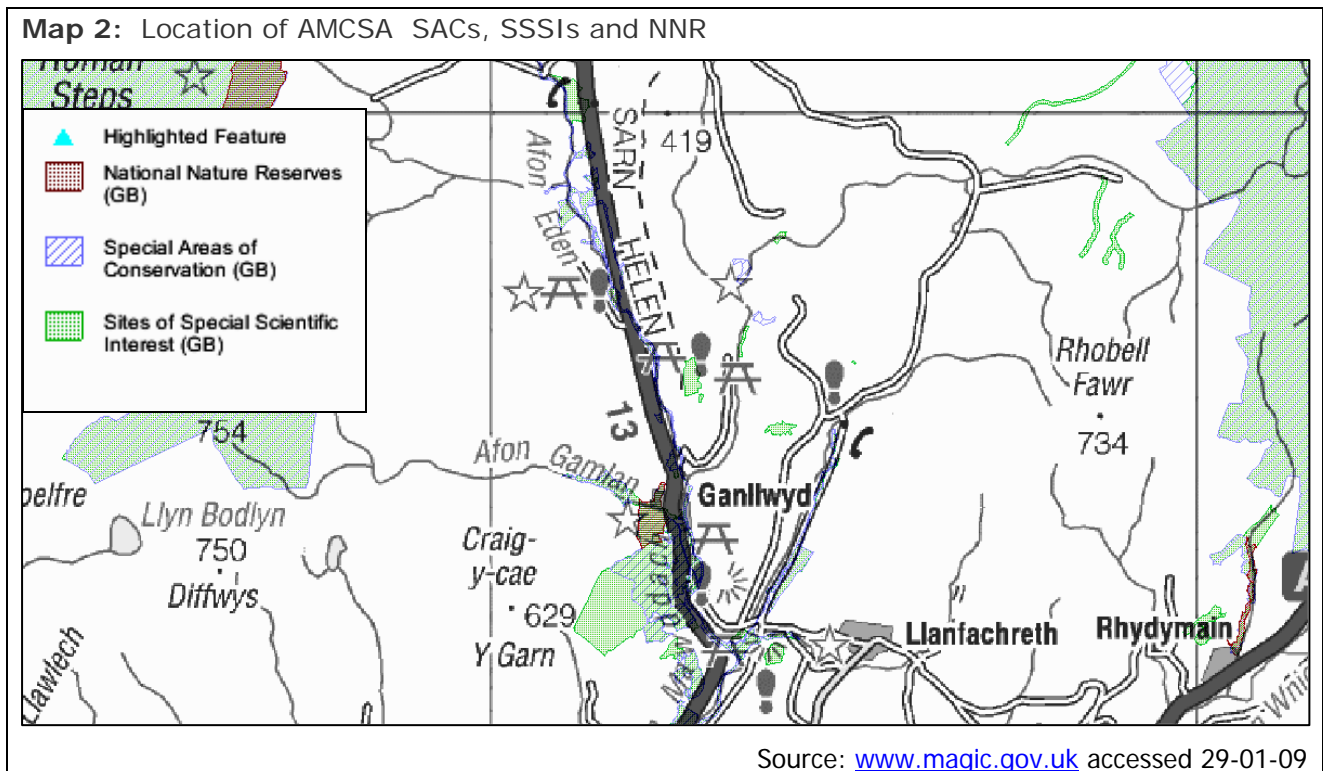 Map 2: Location of AMCSA SACs, SSSIs and NNR
Roman
Steps
Highlighted Feature
National Nature Reserves
(GB)
Special Areas of
Conservation (GB)
Sites of Special Scientific
Interest (GB)
SARN HELEN
419
Afon
Eden
13
754
Afon Gamlan
Rhobell
Fawr
734
Ganllwyd
Llyn Bodlyn
750
Diffwys
Craig-
y-cae
629
Y Garn
Llanfachreth
Rhydymain
Llawlech
Source: www.magic.gov.uk accessed 29-01-09